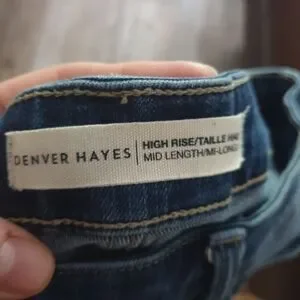 DENVER HAYES
HIGH RISE/TAILLE
MID LENGTH/MI-LONG